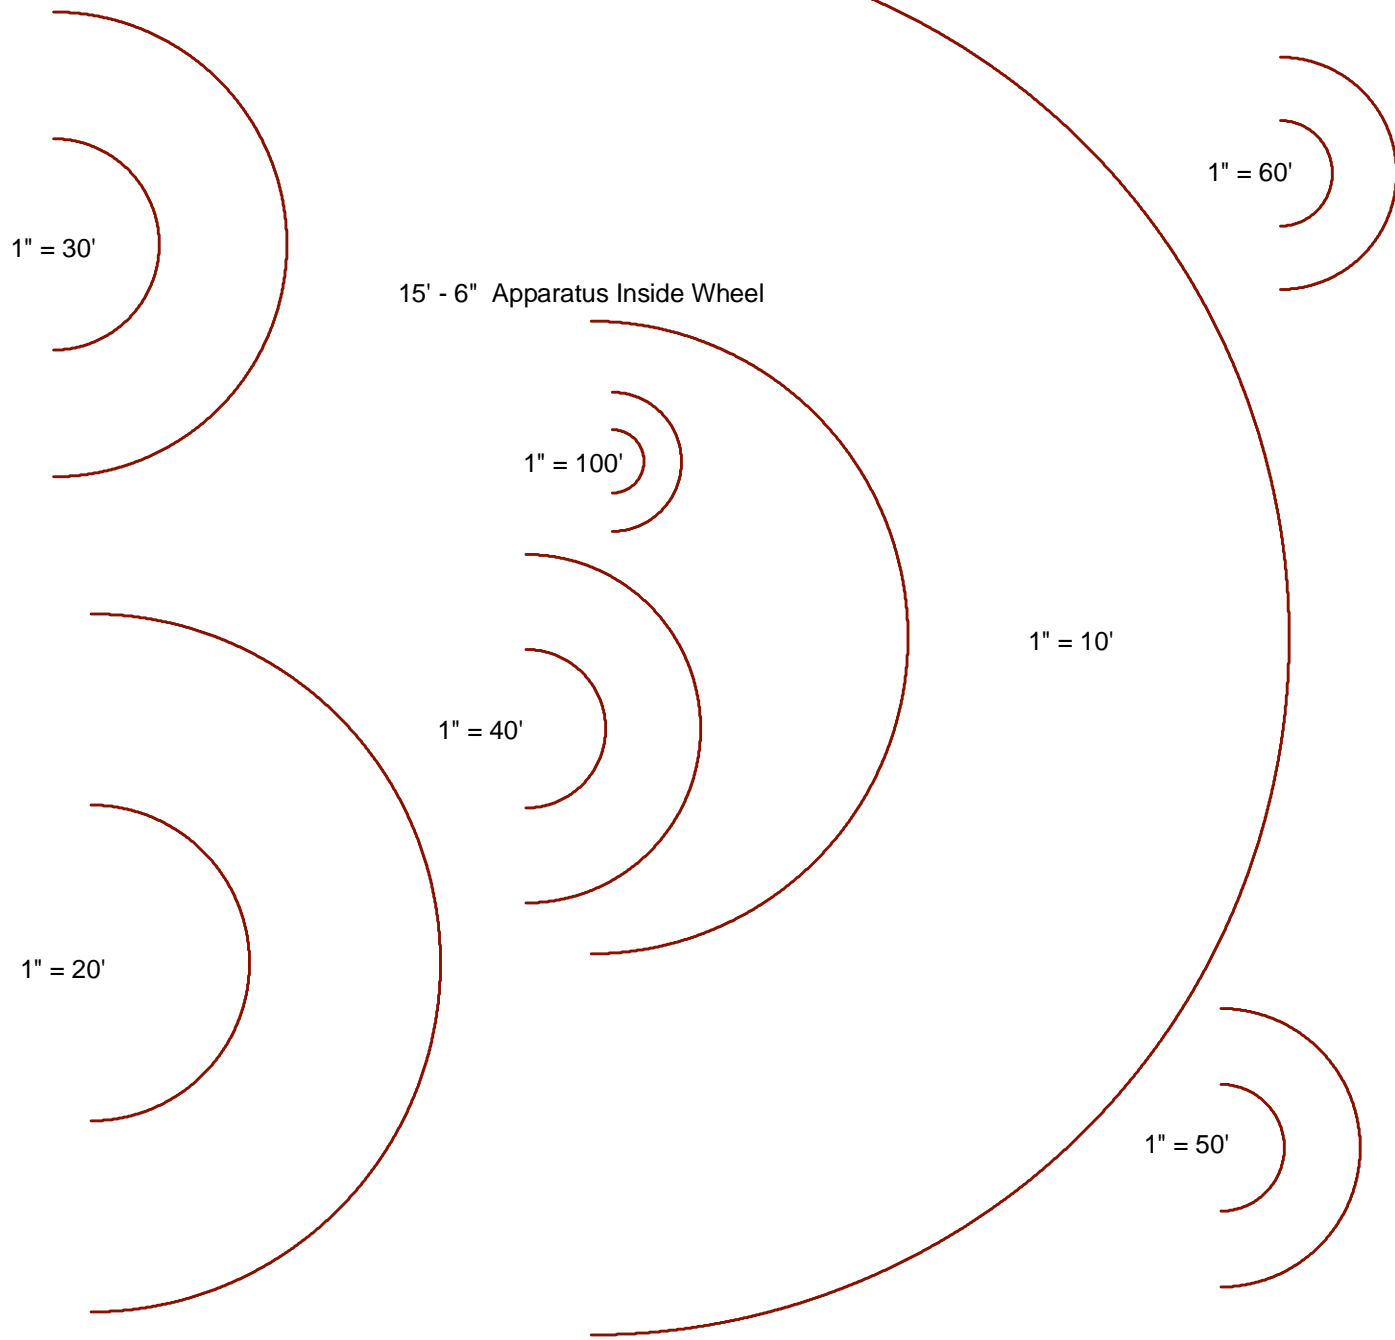 1" = 60'
1" = 30'
15' - 6"  Apparatus Inside Wheel
1" = 100'
1" = 10'
1" = 40'
1" = 20'
1" = 50'